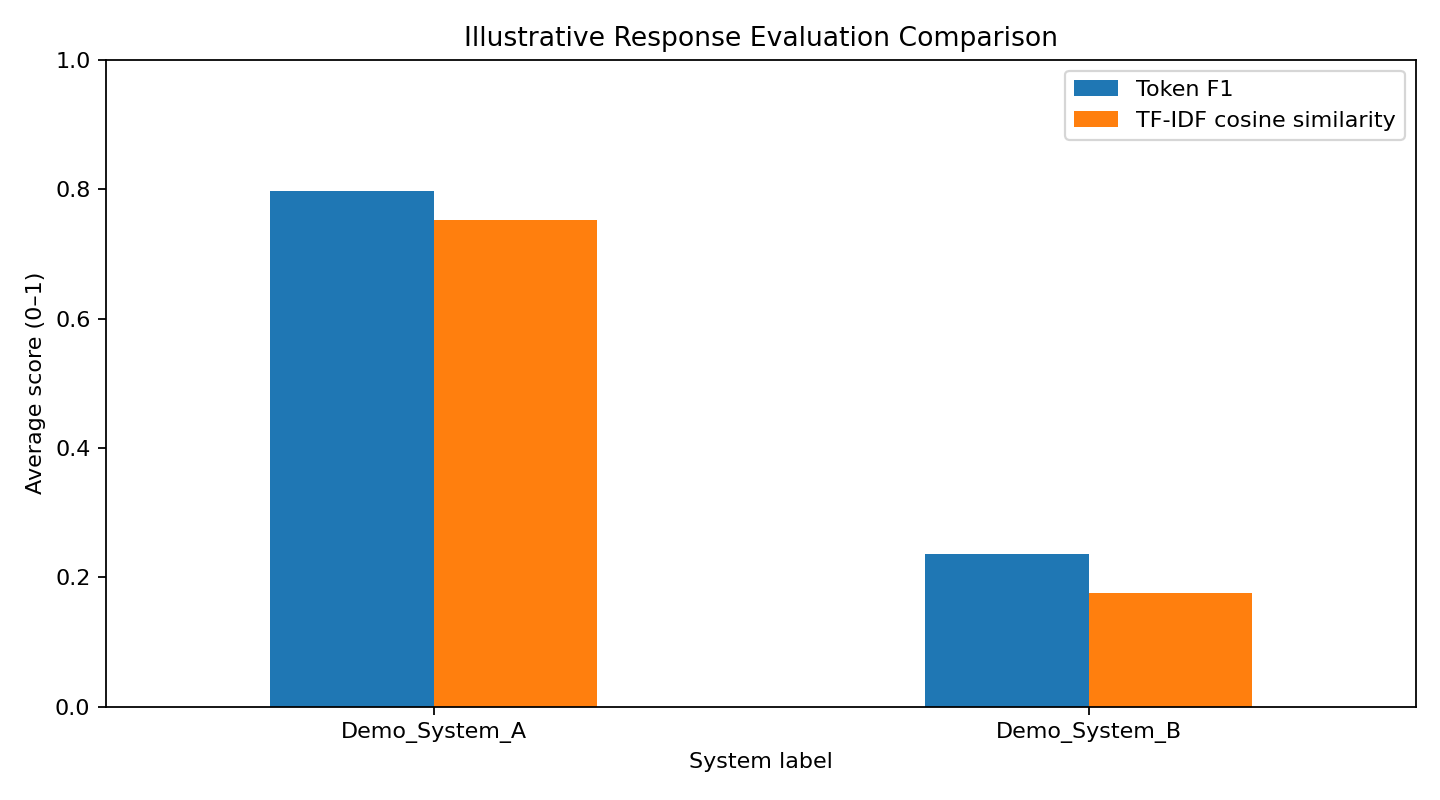 Illustrative Response Evaluation Comparison
Token F1
TF-IDF cosine similarity
Average score (0–1)
1.0
0.8
0.6
0.4
0.2
0.0
Demo_System_A
Demo_System_B
System label